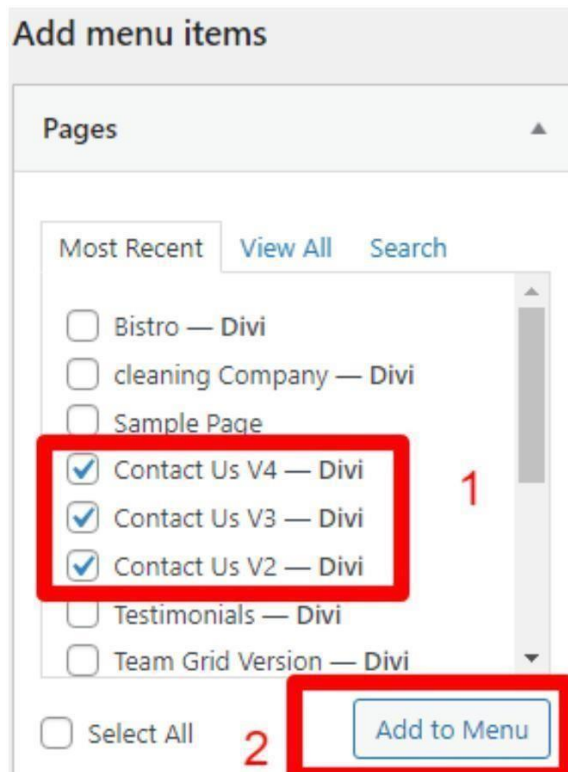 Add menu items
Pages
Most Recent View All Search
Bistro — Divi
cleaning Company — Divi
Sample Page
Contact Us V4 — Divi
1
Contact Us V3 — Divi
Contact Us V2 — Divi
Testimonials — Divi
Team Grid Version — Divi
Select All
2
Add to Menu